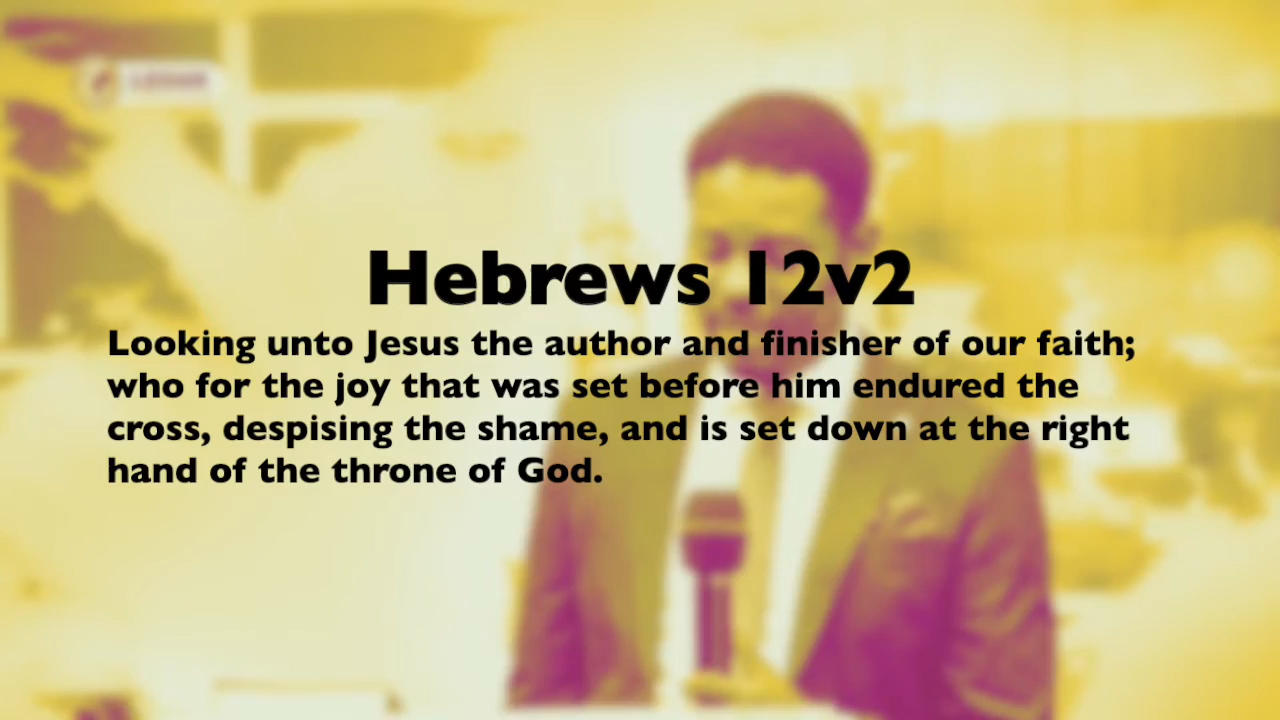 Hebrews 12v2
Looking unto Jesus the author and finisher of our faith;
who for the joy that was set before him endured the
cross, despising the shame, and is set down at the right
hand of the throne of God.